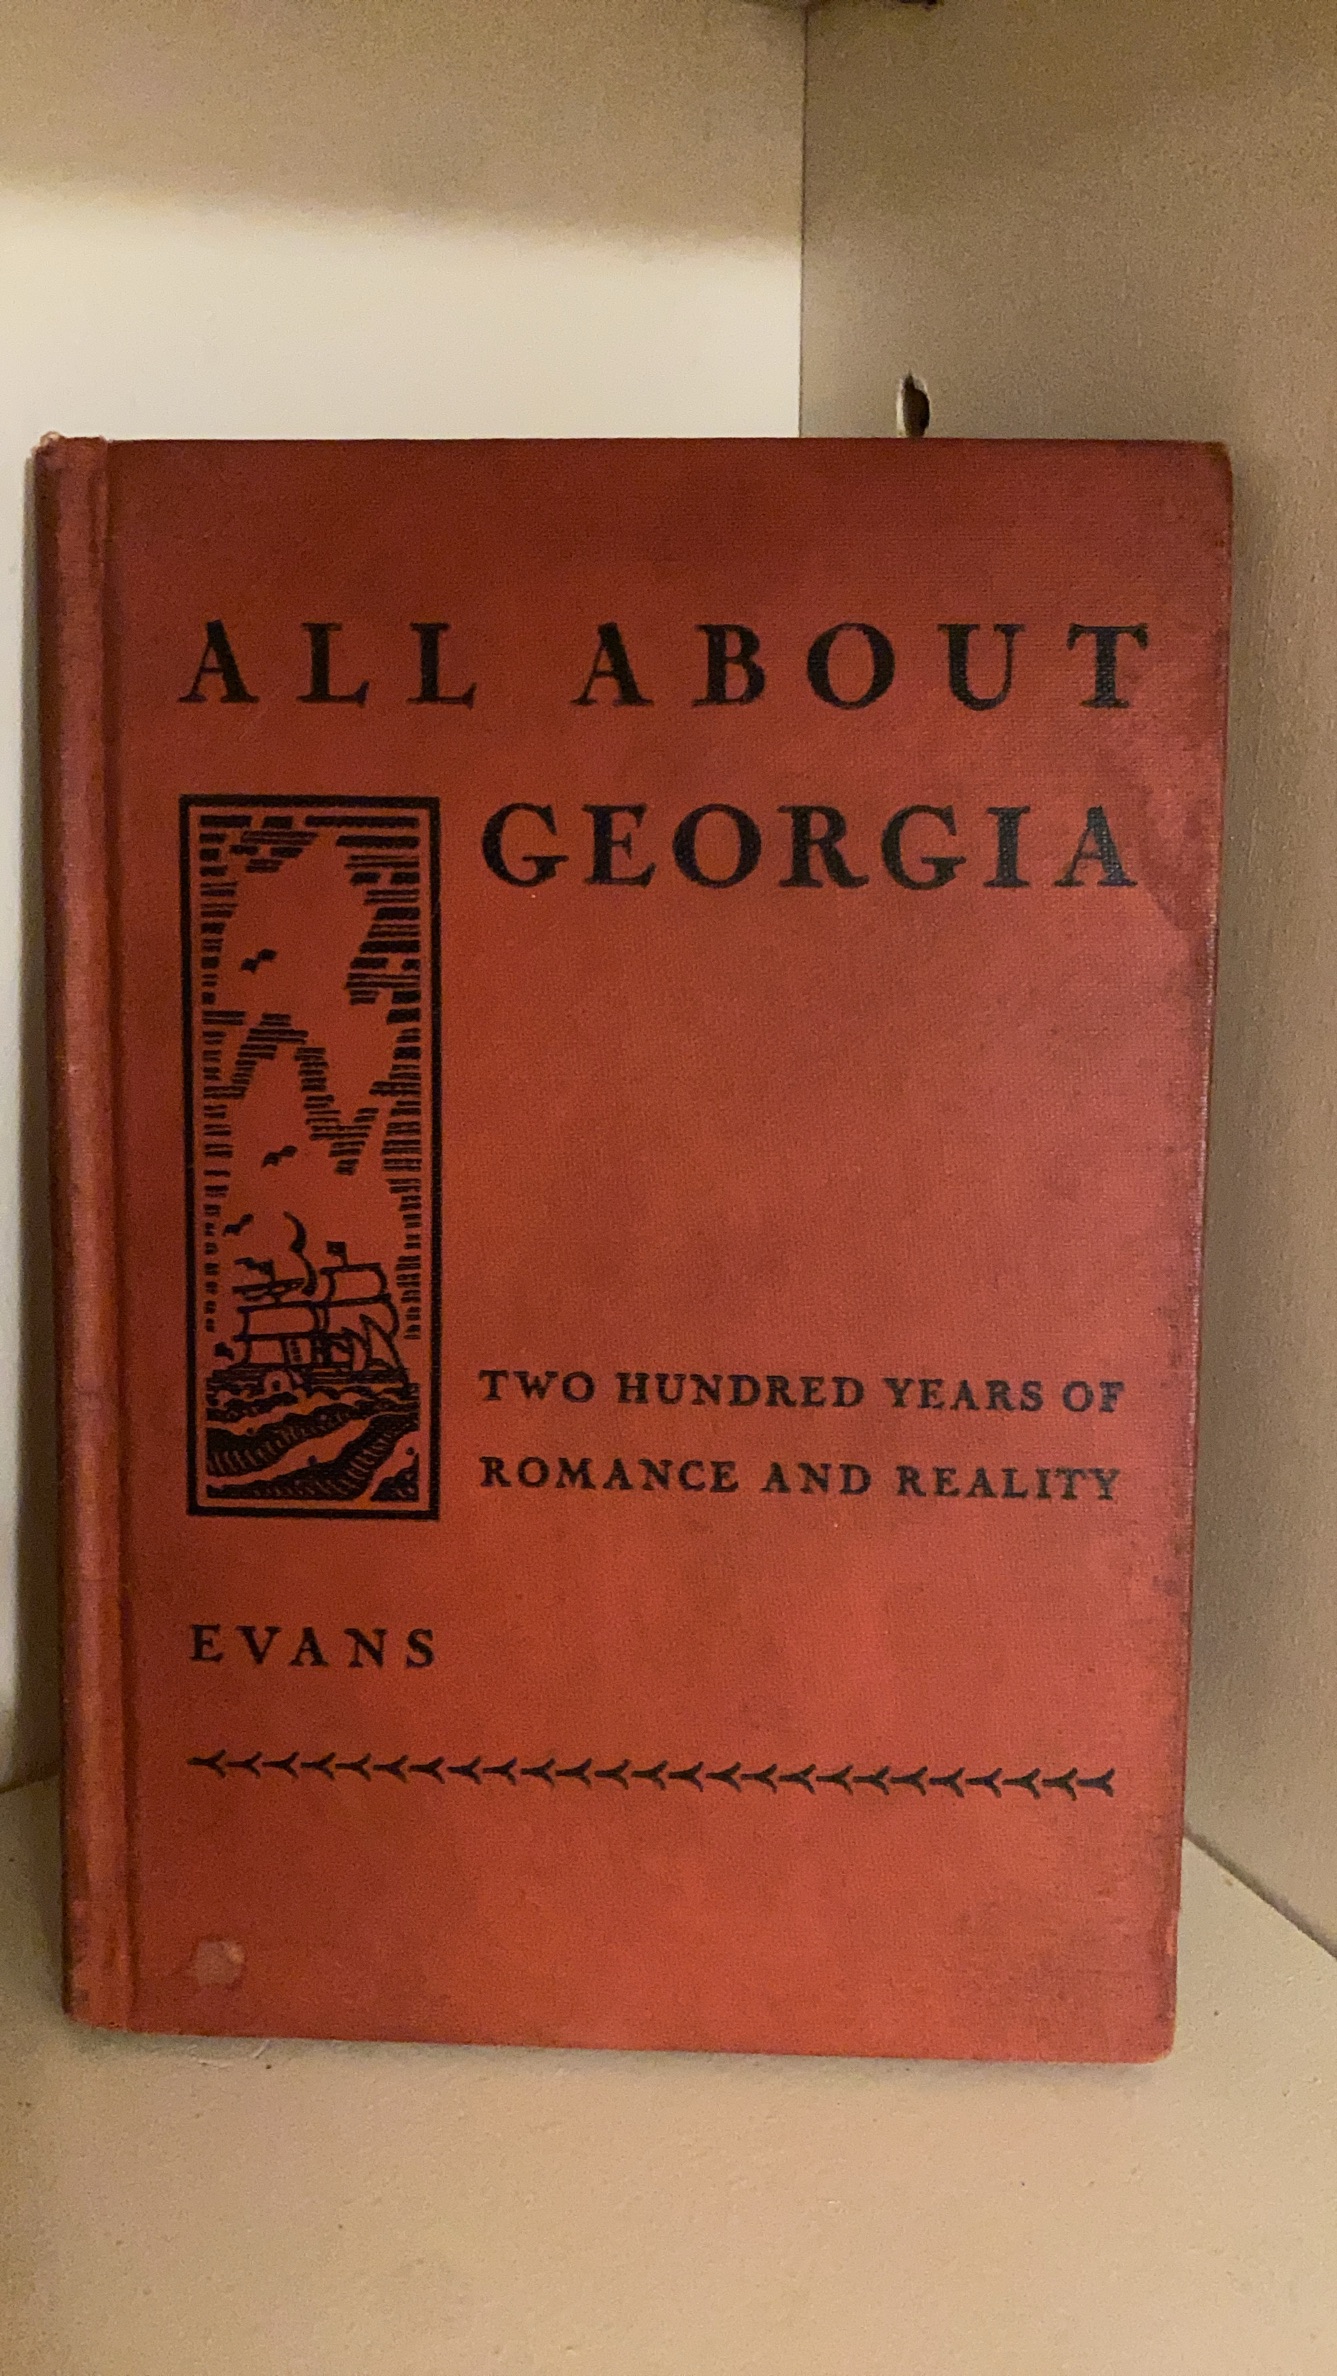 ALL ABOUT
GEORGIA
TWO HUNDRED YEARS OF
ROMANCE AND REALITY
EVANS